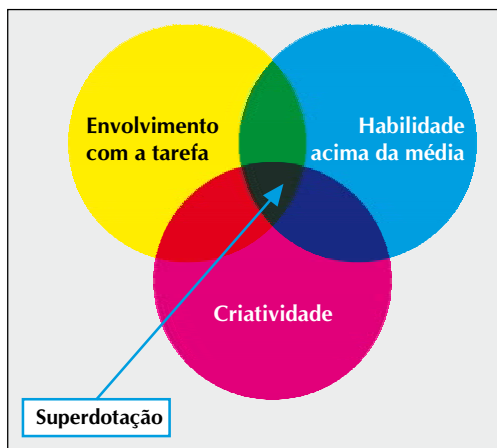 Envolvimento
com a tarefa
Habilidade
acima da média
Criatividade
Superdotação